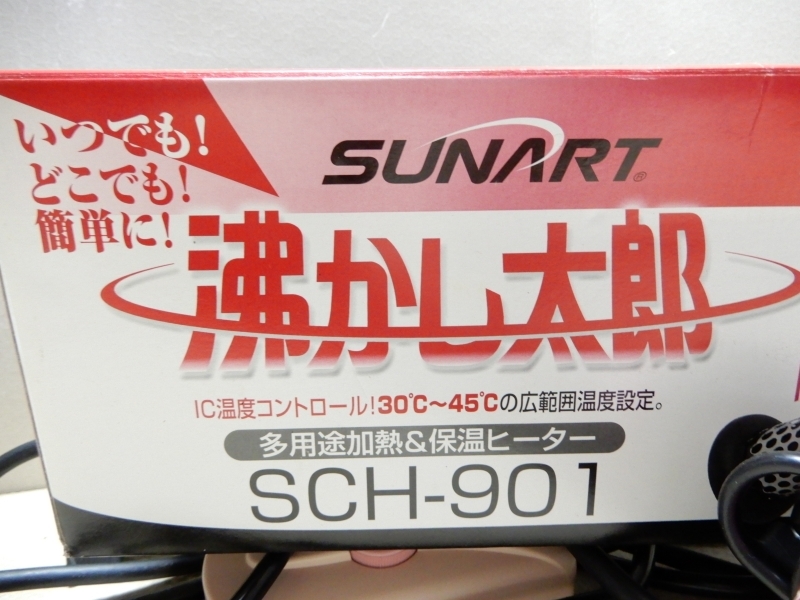 いつでも!
どこでも!
簡単に!
SUNART®
沸かし太郎
IC温度コントロール!30℃~45℃の広範囲温度設定。
多用途加熱&保温ヒーター
SCH-901